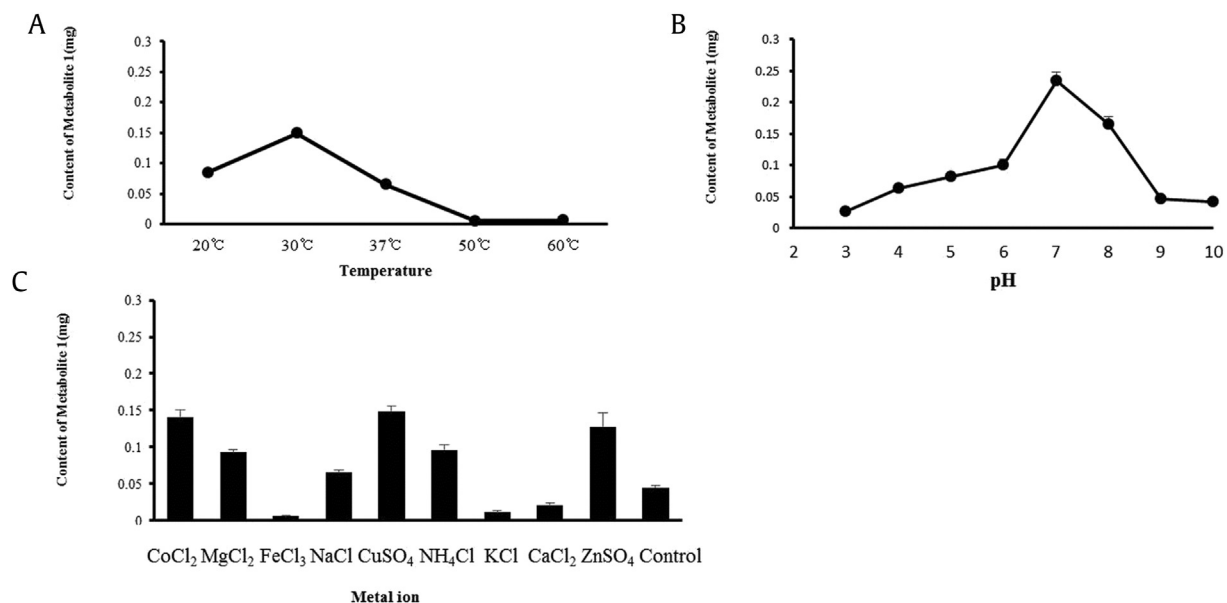 A
Content of Metabolite 1(mg)
0.3
0.25
0.2
0.15
0.1
0.05
0
20℃ 30℃ 37℃ 50℃ 60℃
Temperature
B
Content of Metabolite 1(mg)
0.3
0.25
0.2
0.15
0.1
0.05
0
2 3 4 5 6 7 8 9 10
pH
C
Content of Metabolite 1(mg)
0.3
0.25
0.2
0.15
0.1
0.05
0
CoCl₂ MgCl₂ FeCl₃ NaCl CuSO₄ NH₄Cl KCl CaCl₂ ZnSO₄ Control
Metal ion